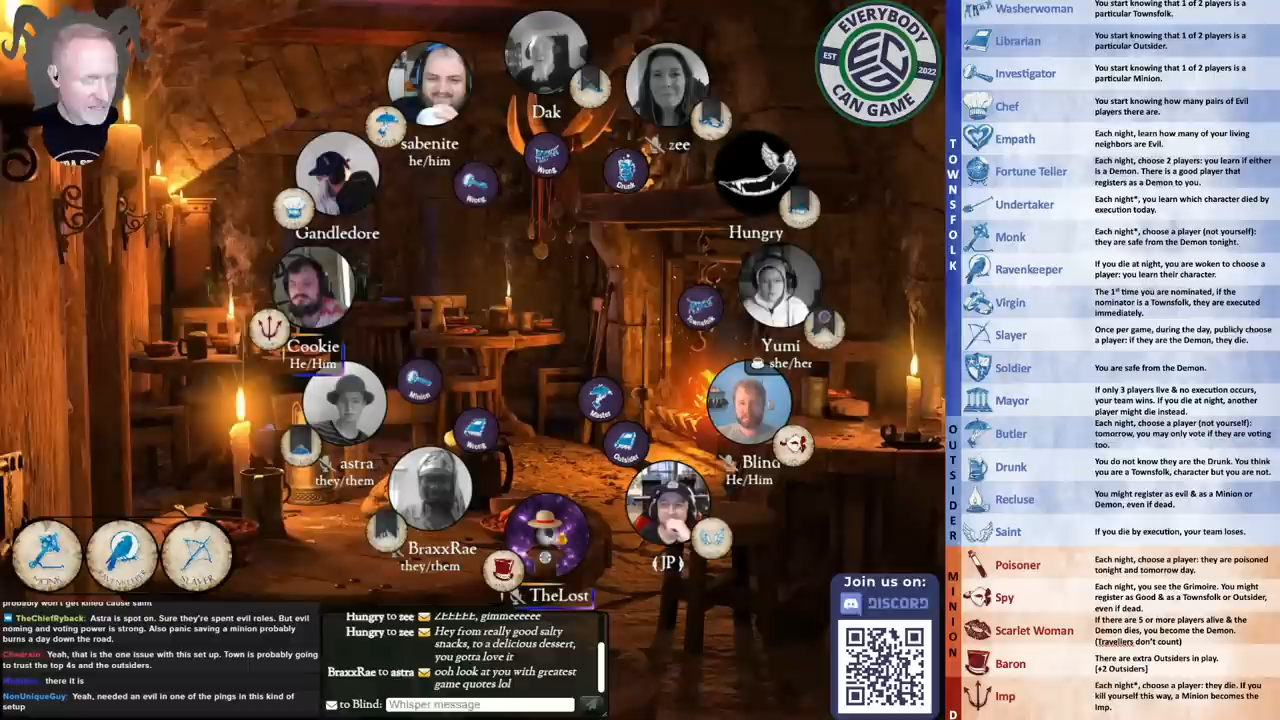 EVERYBODY
EST
2022
CAN GAME
Dak
sabenite
he/him
zee
Wrong
Wrong
Drunk
Gandledore
Hungry
Cookie
He/Him
Townsfolk
Yumi
she/her
Minion
Master
Wrong
Outsider
astra
they/them
Blind
He/Him
BraxxRae
they/them
(JP)
TheLost
MONK
RAVENKEEPER
SLAYER
probably won't get killed cause saint
TheChiefRyback: Astra is spot on. Sure they're spent evil roles. But evil
noming and voting power is strong. Also panic saving a minion probably
burns a day down the road.
Yeah, that is the one issue with this set up. Town is probably going
to trust the top 4s and the outsiders.
there it is
NonUniqueGuy: Yeah, needed an evil in one of the pings in this kind of
setup
Hungry to zee ZEEEEE, gimmeeeeee
Hungry to zee Hey from really good salty
snacks, to a delicious dessert,
you gotta love it
BraxxRae to astra ooh look at you with greatest
game quotes lol
to Blind: Whisper message
Join us on:
DISCORD
TOWNSFOLK
Washerwoman You start knowing that 1 of 2 players is a
particular Townsfolk.
Librarian You start knowing that 1 of 2 players is a
particular Outsider.
Investigator You start knowing that 1 of 2 players is a
particular Minion.
Chef You start knowing how many pairs of Evil
players there are.
Empath Each night, learn how many of your living
neighbors are Evil.
Fortune Teller Each night, choose 2 players: you learn if either
is a Demon. There is a good player that
registers as a Demon to you.
Undertaker Each night*, you learn which character died by
execution today.
Monk Each night*, choose a player (not yourself):
they are safe from the Demon tonight.
Ravenkeeper If you die at night, you are woken to choose a
player: you learn their character.
Virgin The 1st time you are nominated, if the
nominator is a Townsfolk, they are executed
immediately.
Slayer Once per game, during the day, publicly choose
a player: if they are the Demon, they die.
Soldier You are safe from the Demon.
Mayor If only 3 players live & no execution occurs,
your team wins. If you die at night, another
player might die instead.
OUTSIDER
Butler Each night, choose a player (not yourself):
tomorrow, you may only vote if they are voting
too.
Drunk You do not know they are the Drunk. You think
you are a Townsfolk, character but you are not.
Recluse You might register as evil & as a Minion or
Demon, even if dead.
Saint If you die by execution, your team loses.
MINION
Poisoner Each night, choose a player: they are poisoned
tonight and tomorrow day.
Spy Each night, you see the Grimoire. You might
register as Good & as a Townsfolk or Outsider,
even if dead.
Scarlet Woman If there are 5 or more players alive & the
Demon dies, you become the Demon.
(Travellers don't count)
Baron There are extra Outsiders in play.
[+2 Outsiders]
D
Imp Each night*, choose a player: they die. If you
kill yourself this way, a Minion becomes the
Imp.